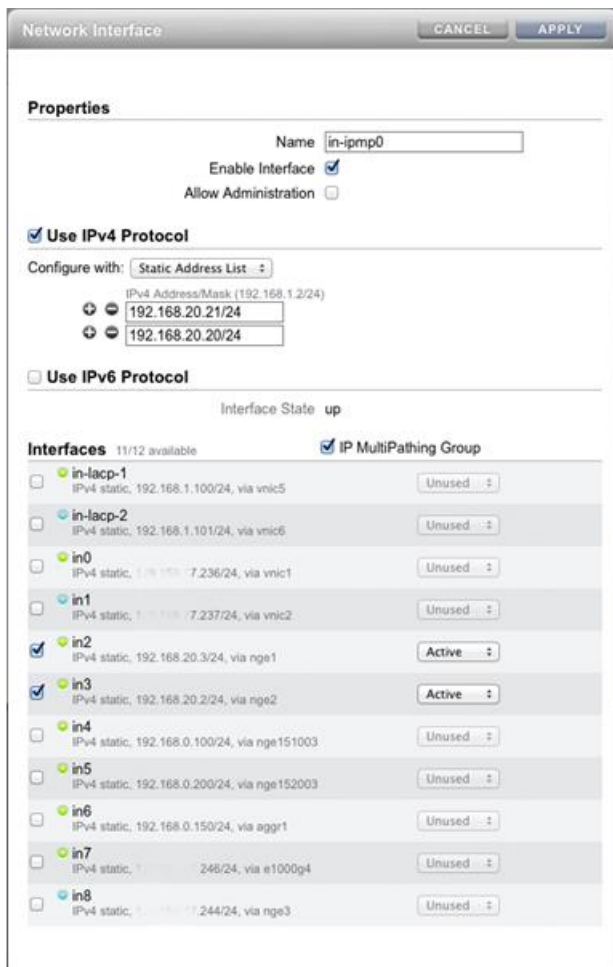 Network Interface CANCEL APPLY
Properties
Name in-ipmp0
Enable Interface
Allow Administration
Use IPv4 Protocol
Configure with: Static Address List
IPv4 Address/Mask (192.168.1.2/24)
192.168.20.21/24
192.168.20.20/24
Use IPv6 Protocol
Interface State up
Interfaces 11/12 available IP MultiPathing Group
in-lacp-1
IPv4 static, 192.168.1.100/24, via vnic5 Unused
in-lacp-2
IPv4 static, 192.168.1.101/24, via vnic6 Unused
in0
IPv4 static, 7.236/24, via vnic1 Unused
in1
IPv4 static, 7.237/24, via vnic2 Unused
in2
IPv4 static, 192.168.20.3/24, via nge1 Active
in3
IPv4 static, 192.168.20.2/24, via nge2 Active
in4
IPv4 static, 192.168.0.100/24, via nge151003 Unused
in5
IPv4 static, 192.168.0.200/24, via nge152003 Unused
in6
IPv4 static, 192.168.0.150/24, via aggr1 Unused
in7
IPv4 static, .246/24, via e1000g4 Unused
in8
IPv4 static, .244/24, via nge3 Unused